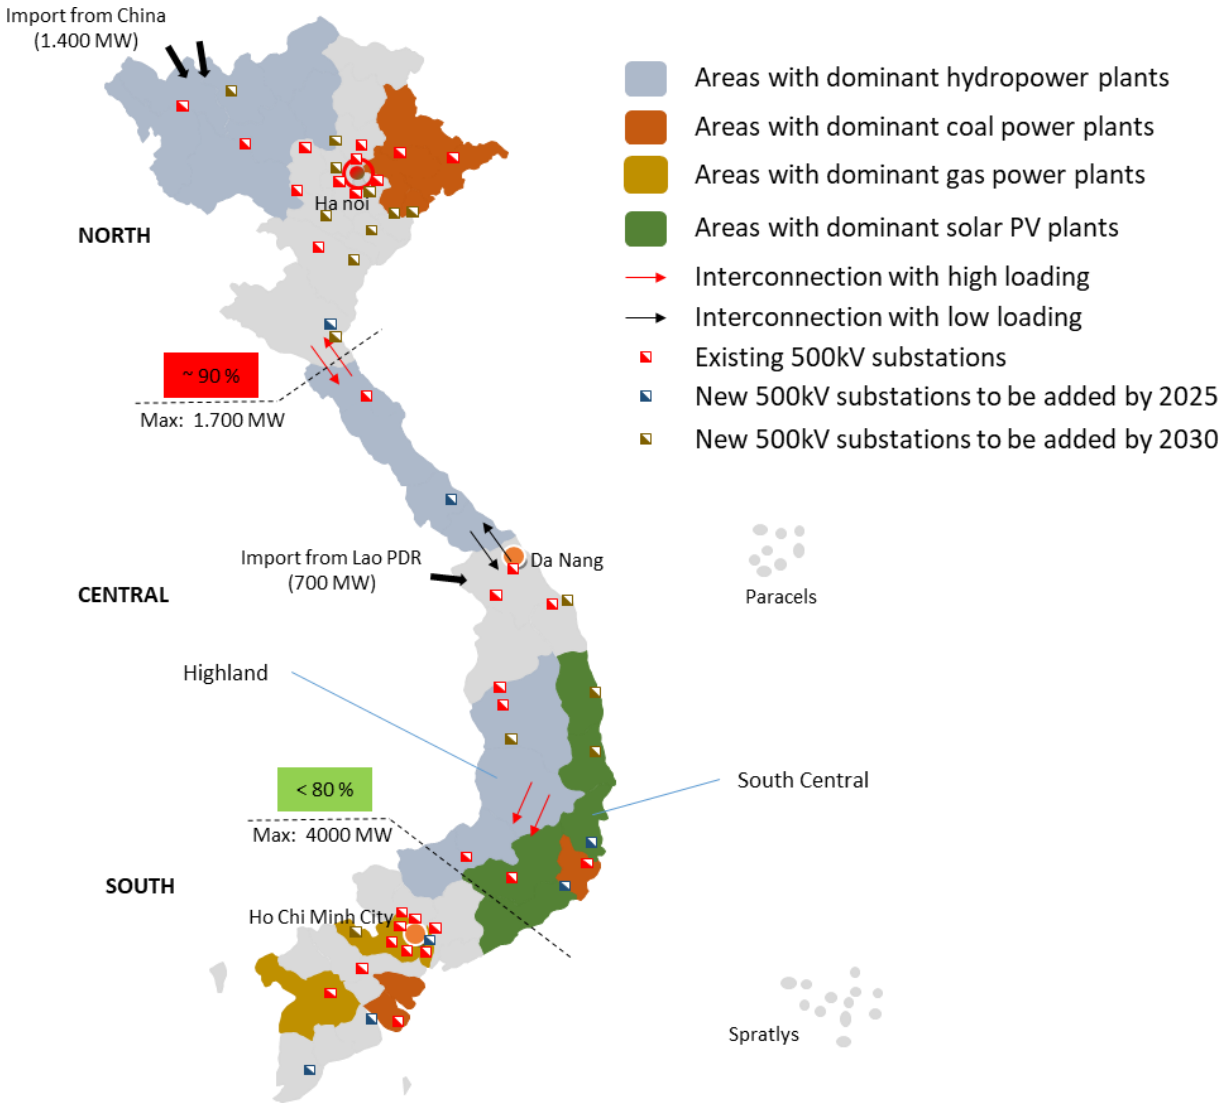 Import from China
(1.400 MW)
Areas with dominant hydropower plants
Areas with dominant coal power plants
Areas with dominant gas power plants
Areas with dominant solar PV plants
Interconnection with high loading
Interconnection with low loading
Existing 500kV substations
New 500kV substations to be added by 2025
New 500kV substations to be added by 2030
Ha noi
NORTH
~ 90 %
Max: 1.700 MW
Import from Lao PDR
(700 MW)
Da Nang
CENTRAL
Paracels
Highland
South Central
< 80 %
Max: 4000 MW
SOUTH
Ho Chi Minh City
Spratlys